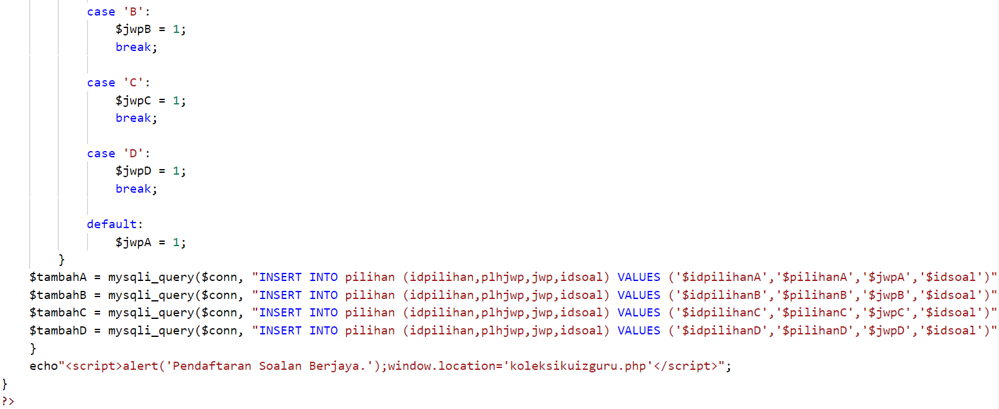 case 'B':
$jwpB = 1;
break;
case 'C':
$jwpC = 1;
break;
case 'D':
$jwpD = 1;
break;
default:
$jwpA = 1;
}
$tambahA = mysqli_query($conn, "INSERT INTO pilihan (idpilihan,plhjwp,jwp,idsoal) VALUES ('$idpilihanA','$pilihanA','$jwpA','$idsoal')"
$tambahB = mysqli_query($conn, "INSERT INTO pilihan (idpilihan,plhjwp,jwp,idsoal) VALUES ('$idpilihanB','$pilihanB','$jwpB','$idsoal')"
$tambahC = mysqli_query($conn, "INSERT INTO pilihan (idpilihan,plhjwp,jwp,idsoal) VALUES ('$idpilihanC','$pilihanC','$jwpC','$idsoal')"
$tambahD = mysqli_query($conn, "INSERT INTO pilihan (idpilihan,plhjwp,jwp,idsoal) VALUES ('$idpilihanD','$pilihanD','$jwpD','$idsoal')"
}
echo"<script>alert('Pendaftaran Soalan Berjaya.');window.location='koleksikuizguru.php'</script>";
}
?>